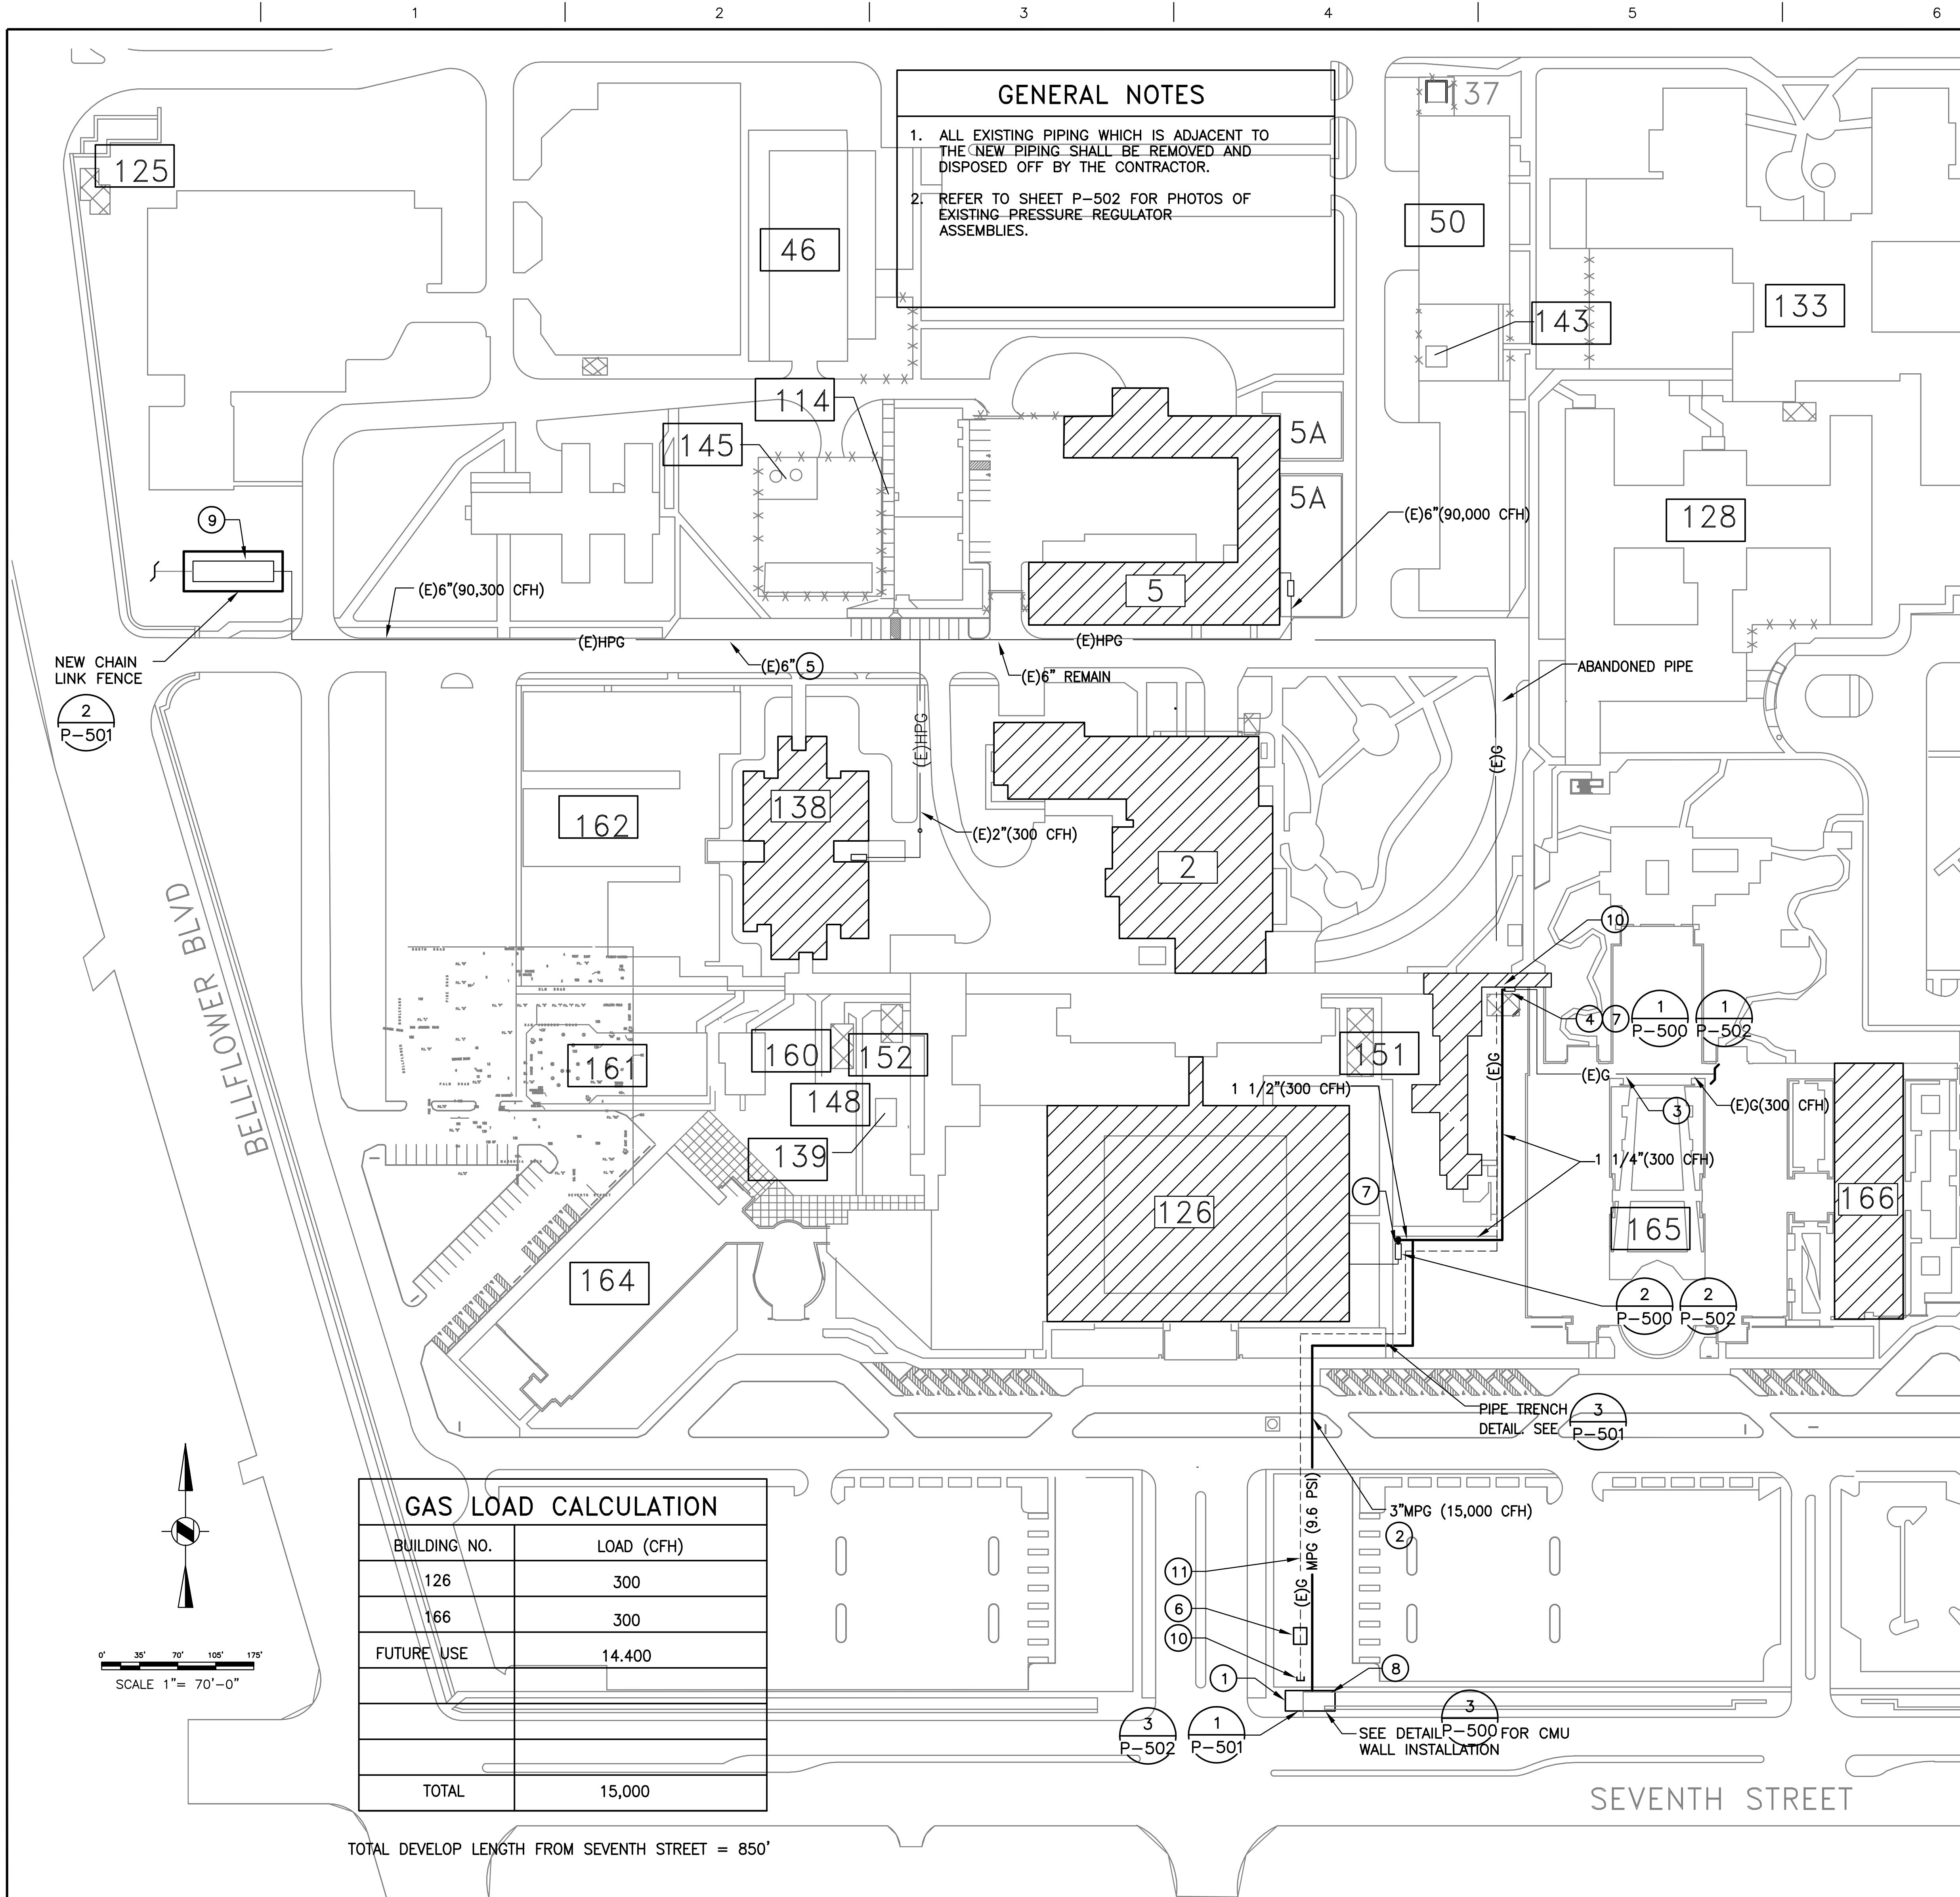 1
2
3
4
5
6
GENERAL NOTES
1. ALL EXISTING PIPING WHICH IS ADJACENT TO
THE NEW PIPING SHALL BE REMOVED AND
DISPOSED OFF BY THE CONTRACTOR.
2. REFER TO SHEET P-502 FOR PHOTOS OF
EXISTING PRESSURE REGULATOR
ASSEMBLIES.
125
46
137
50
143
133
114
145
5A
5A
128
5
9
(E)6"(90,300 CFH)
(E)6"(90,000 CFH)
(E)HPG
(E)HPG
(E)6"
5
(E)6" REMAIN
ABANDONED PIPE
NEW CHAIN
LINK FENCE
2
P-501
(E)HPG
(E)G
138
162
(E)2"(300 CFH)
2
10
BELLFLOWER BLVD
4
7
1
P-500
1
P-502
160
152
151
161
148
139
(E)G
(E)G
3
(E)G(300 CFH)
1 1/2"(300 CFH)
1 1/4"(300 CFH)
7
126
165
166
164
2
P-500
2
P-502
PIPE TRENCH
DETAIL. SEE
3
P-501
3"MPG (15,000 CFH)
2
MPG (9.6 PSI)
(E)G
11
6
10
1
8
3
P-502
1
P-501
SEE DETAIL
3
P-500
FOR CMU
WALL INSTALLATION
GAS LOAD CALCULATION
BUILDING NO. LOAD (CFH)
126 300
166 300
FUTURE USE 14.400
TOTAL 15,000
TOTAL DEVELOP LENGTH FROM SEVENTH STREET = 850'
0' 35' 70' 105' 175'
SCALE 1"= 70'-0"
SEVENTH STREET